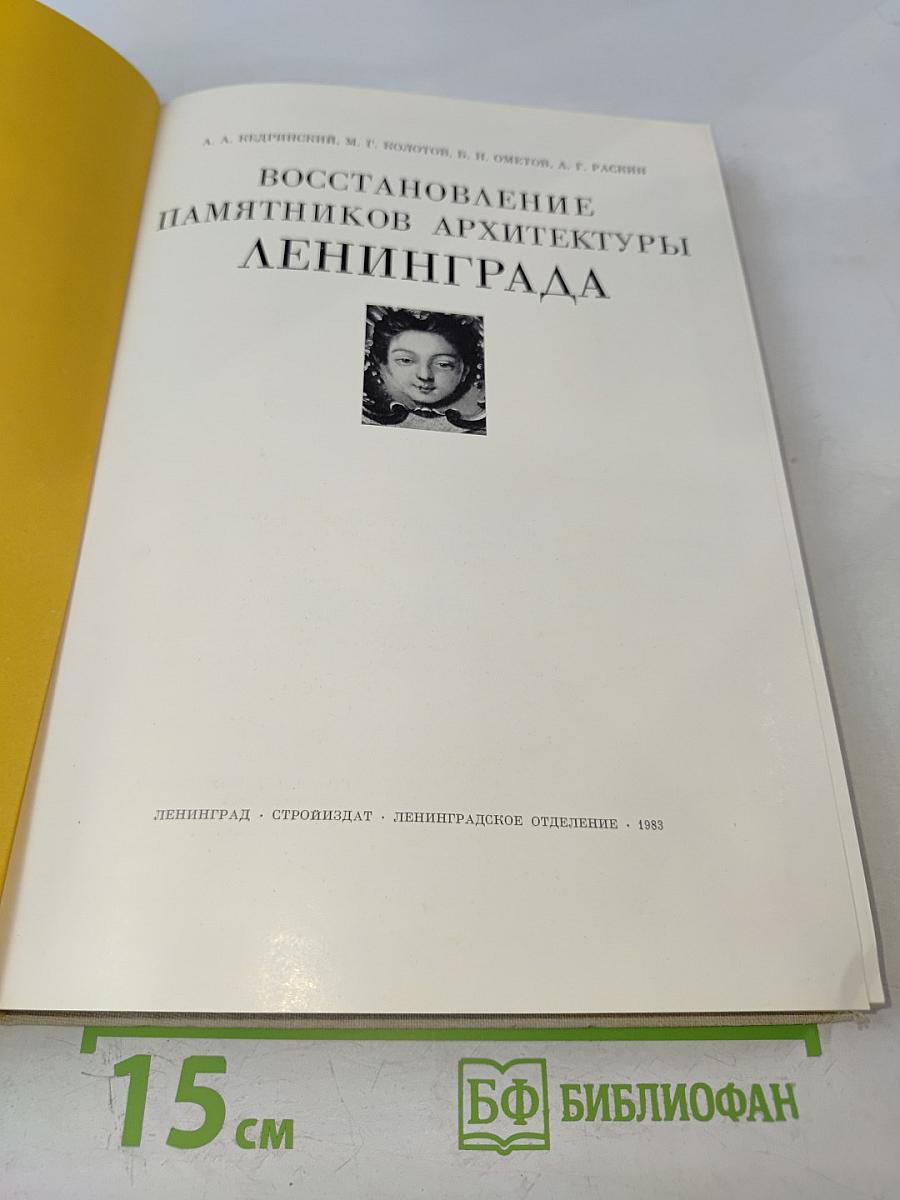 А. А. КЕДРИНСКИЙ, М. Г. КОЛОТОВ, Б. Н. ОМЕТОВ, А. Г. РАСКИН
ВОССТАНОВЛЕНИЕ
ПАМЯТНИКОВ АРХИТЕКТУРЫ
ЛЕНИНГРАДА
ЛЕНИНГРАД · СТРОЙИЗДАТ · ЛЕНИНГРАДСКОЕ ОТДЕЛЕНИЕ · 1983
15 см
БФ БИБЛИОФАН